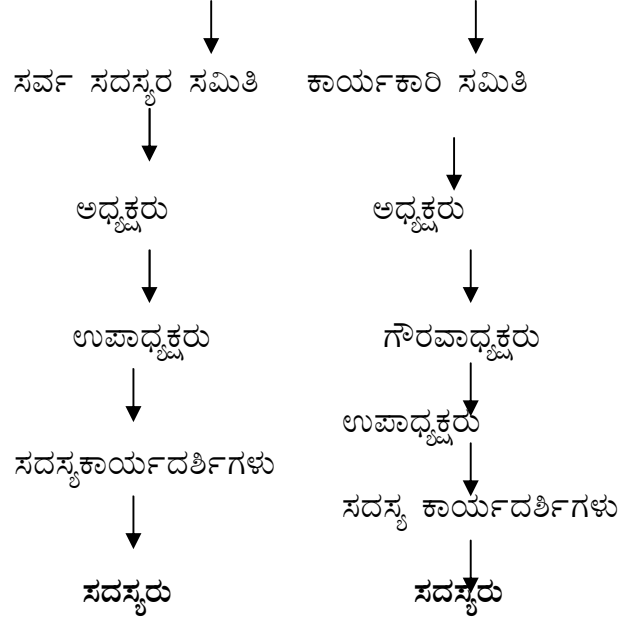 ಸರ್ವ ಸದಸ್ಯರ ಸಮಿತಿ
ಅಧ್ಯಕ್ಷರು
ಉಪಾಧ್ಯಕ್ಷರು
ಸದಸ್ಯಕಾರ್ಯದರ್ಶಿಗಳು
ಸದಸ್ಯರು
ಕಾರ್ಯಕಾರಿ ಸಮಿತಿ
ಅಧ್ಯಕ್ಷರು
ಗೌರವಾಧ್ಯಕ್ಷರು
ಉಪಾಧ್ಯಕ್ಷರು
ಸದಸ್ಯ ಕಾರ್ಯದರ್ಶಿಗಳು
ಸದಸ್ಯರು